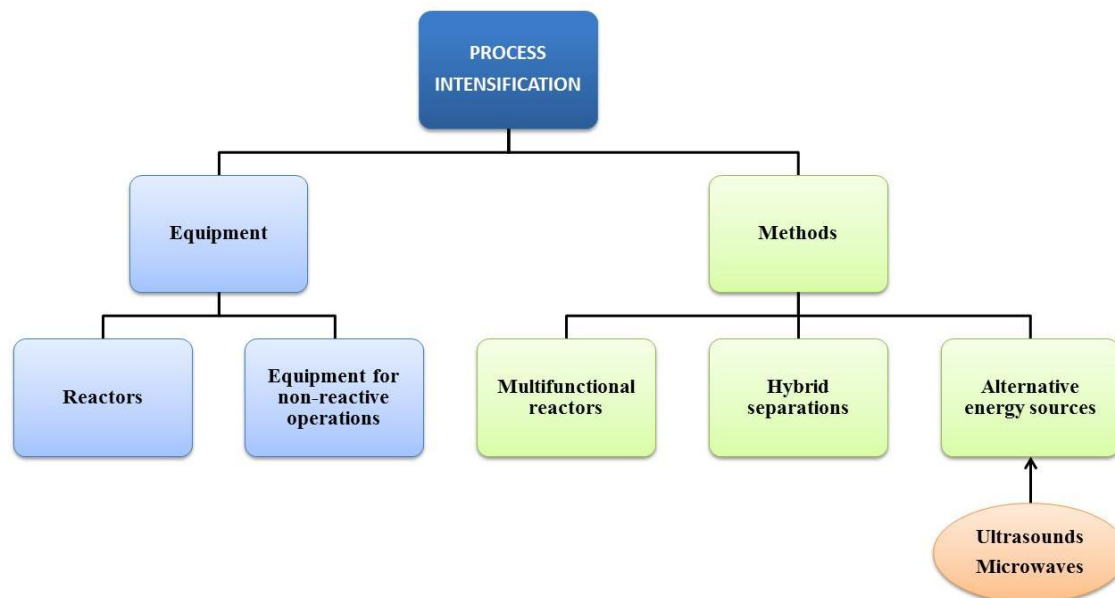 PROCESS
INTENSIFICATION
Equipment
Methods
Reactors
Equipment for
non-reactive
operations
Multifunctional
reactors
Hybrid
separations
Alternative
energy sources
Ultrasounds
Microwaves